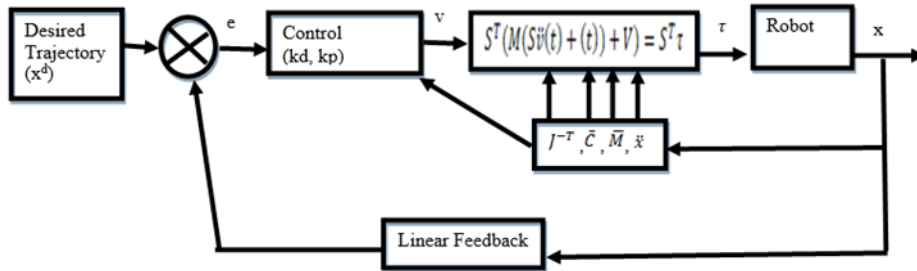 Desired
Trajectory
(x^d)
e
Control
(kd, kp)
v
S^T(M(Sv̈(t) + (t)) + V) = S^T τ
τ
Robot
x
J^{-T}, C̄, M̄, ẍ
Linear Feedback